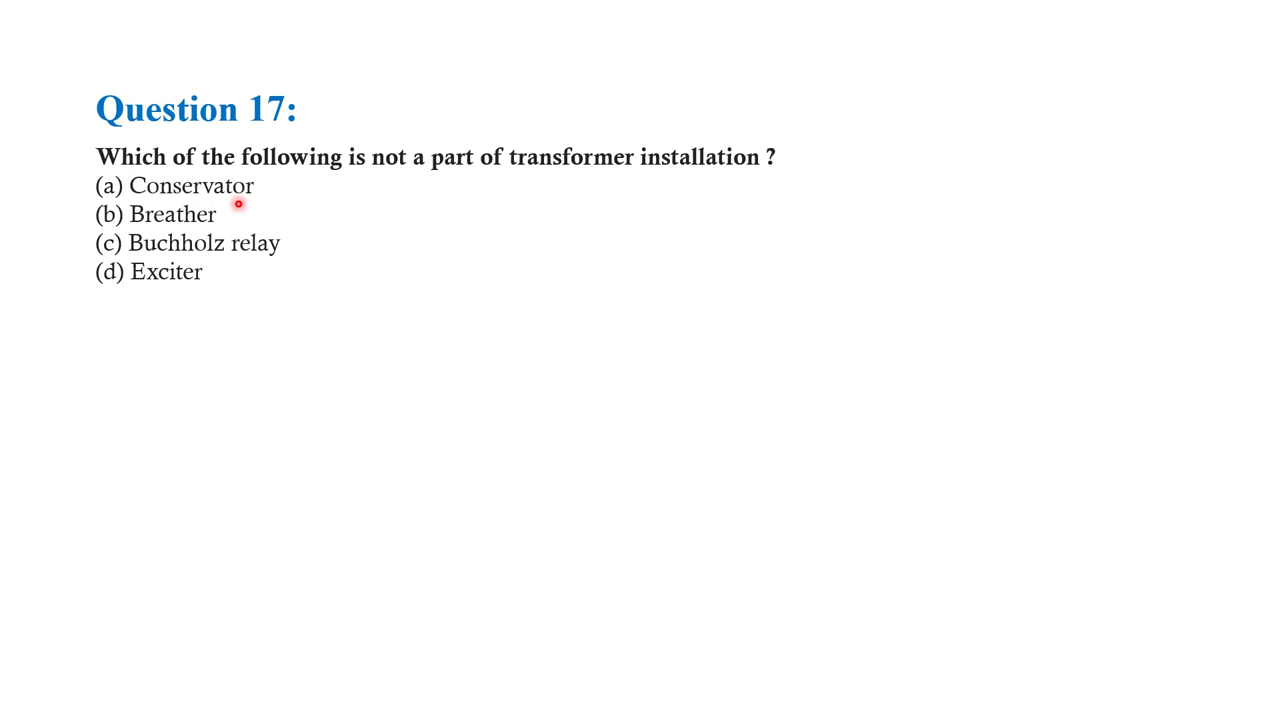 Question 17:
Which of the following is not a part of transformer installation ?
(a) Conservator
(b) Breather
(c) Buchholz relay
(d) Exciter